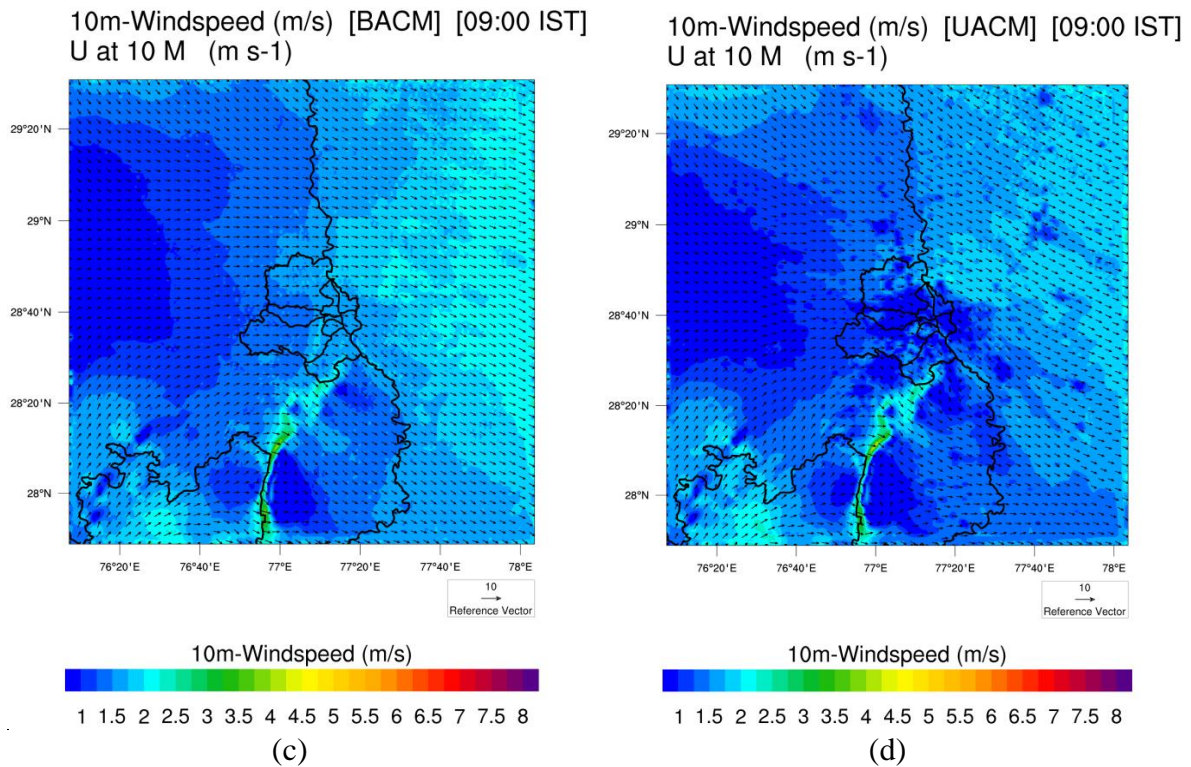 10m-Windspeed (m/s) [BACM] [09:00 IST]
U at 10 M (m s-1)
29°20'N
29°N
28°40'N
28°20'N
28°N
76°20'E 76°40'E 77°E 77°20'E 77°40'E 78°E
10
Reference Vector
10m-Windspeed (m/s)
1 1.5 2 2.5 3 3.5 4 4.5 5 5.5 6 6.5 7 7.5 8
(c)
10m-Windspeed (m/s) [UACM] [09:00 IST]
U at 10 M (m s-1)
29°20'N
29°N
28°40'N
28°20'N
28°N
76°20'E 76°40'E 77°E 77°20'E 77°40'E 78°E
10
Reference Vector
10m-Windspeed (m/s)
1 1.5 2 2.5 3 3.5 4 4.5 5 5.5 6 6.5 7 7.5 8
(d)